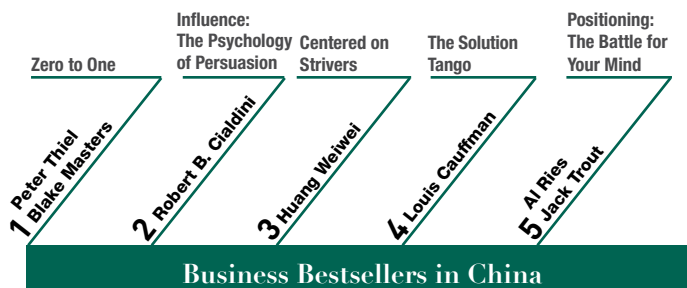 Zero to One
1 Peter Thiel
Blake Masters
Influence:
The Psychology
of Persuasion
2 Robert B. Cialdini
Centered on
Strivers
3 Huang Weiwei
The Solution
Tango
4 Louis Cauffman
Positioning:
The Battle for
Your Mind
5 Al Ries
Jack Trout
Business Bestsellers in China